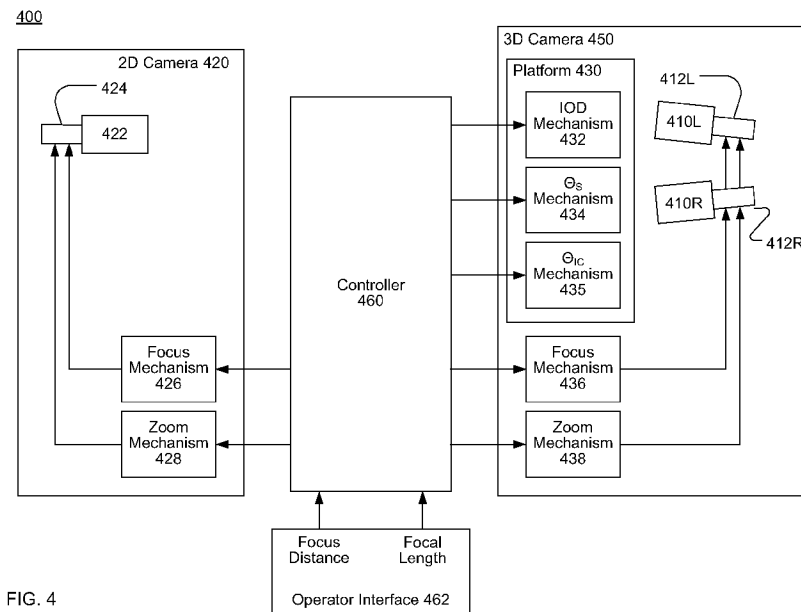 400
2D Camera 420
424
422
Focus
Mechanism
426
Zoom
Mechanism
428
Controller
460
3D Camera 450
Platform 430
IOD
Mechanism
432
ΘS
Mechanism
434
ΘIC
Mechanism
435
Focus
Mechanism
436
Zoom
Mechanism
438
412L
410L
410R
412R
Focus
Distance
Focal
Length
Operator Interface 462
FIG. 4